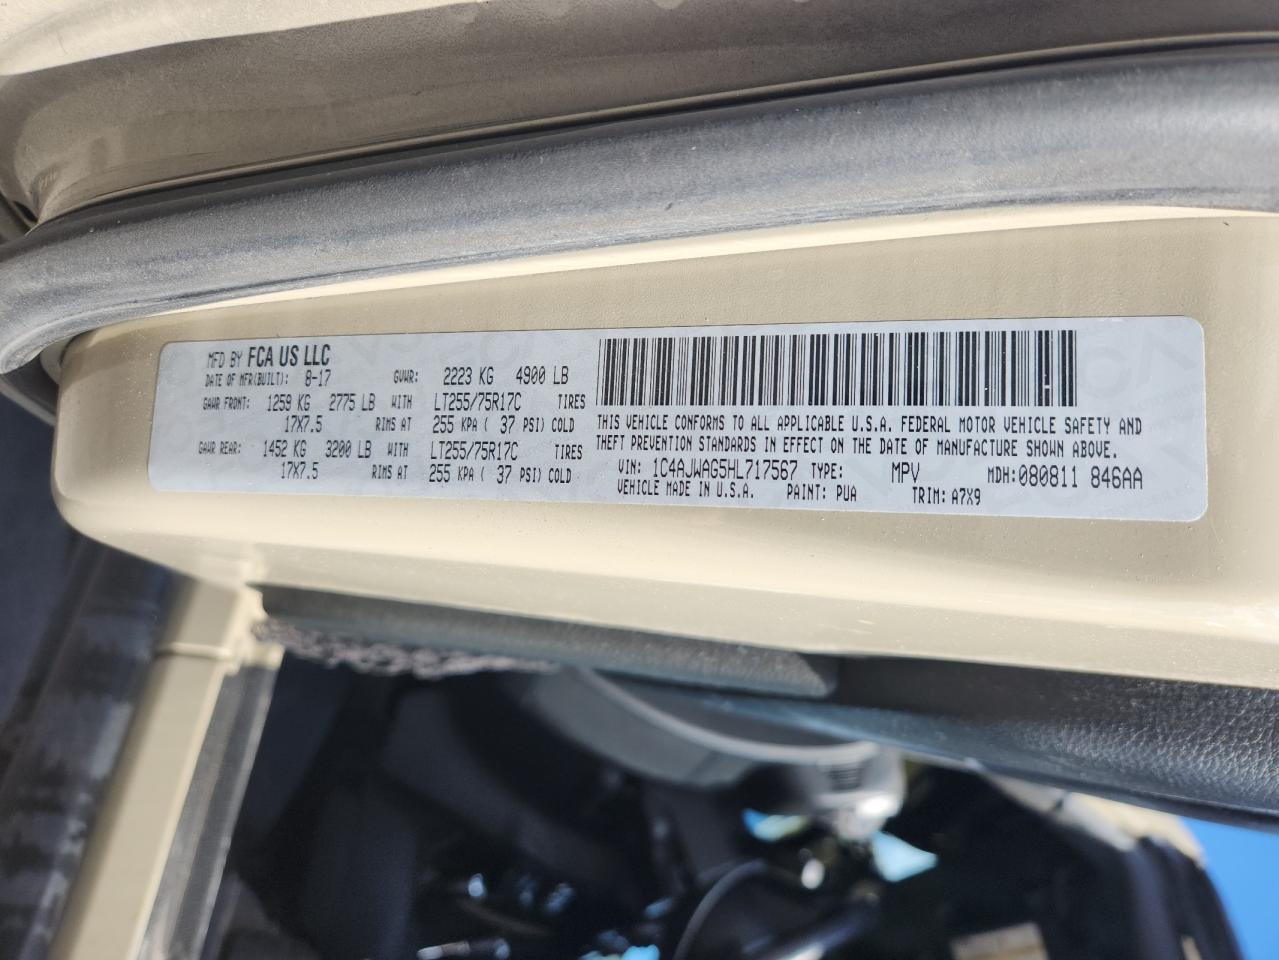 MFD BY FCA US LLC
DATE OF MFR(BUILT): 8-17 GVWR: 2223 KG 4900 LB
GAWR FRONT: 1259 KG 2775 LB WITH LT255/75R17C TIRES
17X7.5 RIMS AT 255 KPA ( 37 PSI) COLD
GAWR REAR: 1452 KG 3200 LB WITH LT255/75R17C TIRES
17X7.5 RIMS AT 255 KPA ( 37 PSI) COLD
THIS VEHICLE CONFORMS TO ALL APPLICABLE U.S.A. FEDERAL MOTOR VEHICLE SAFETY AND
THEFT PREVENTION STANDARDS IN EFFECT ON THE DATE OF MANUFACTURE SHOWN ABOVE.
VIN: 1C4AJWAG5HL717567 TYPE: MPV MDH:080811 846AA
VEHICLE MADE IN U.S.A. PAINT: PUA TRIM: A7X9